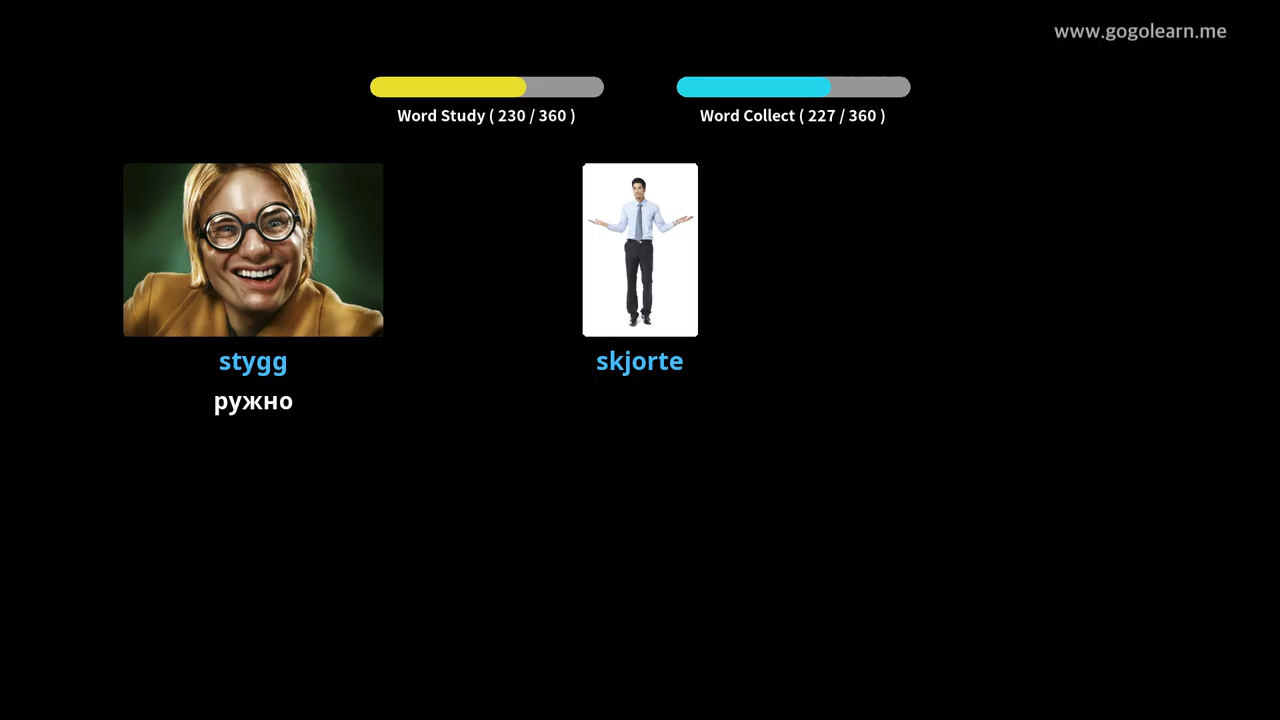 www.gogolearn.me
Word Study ( 230 / 360 )
Word Collect ( 227 / 360 )
stygg
skjorte
ружно